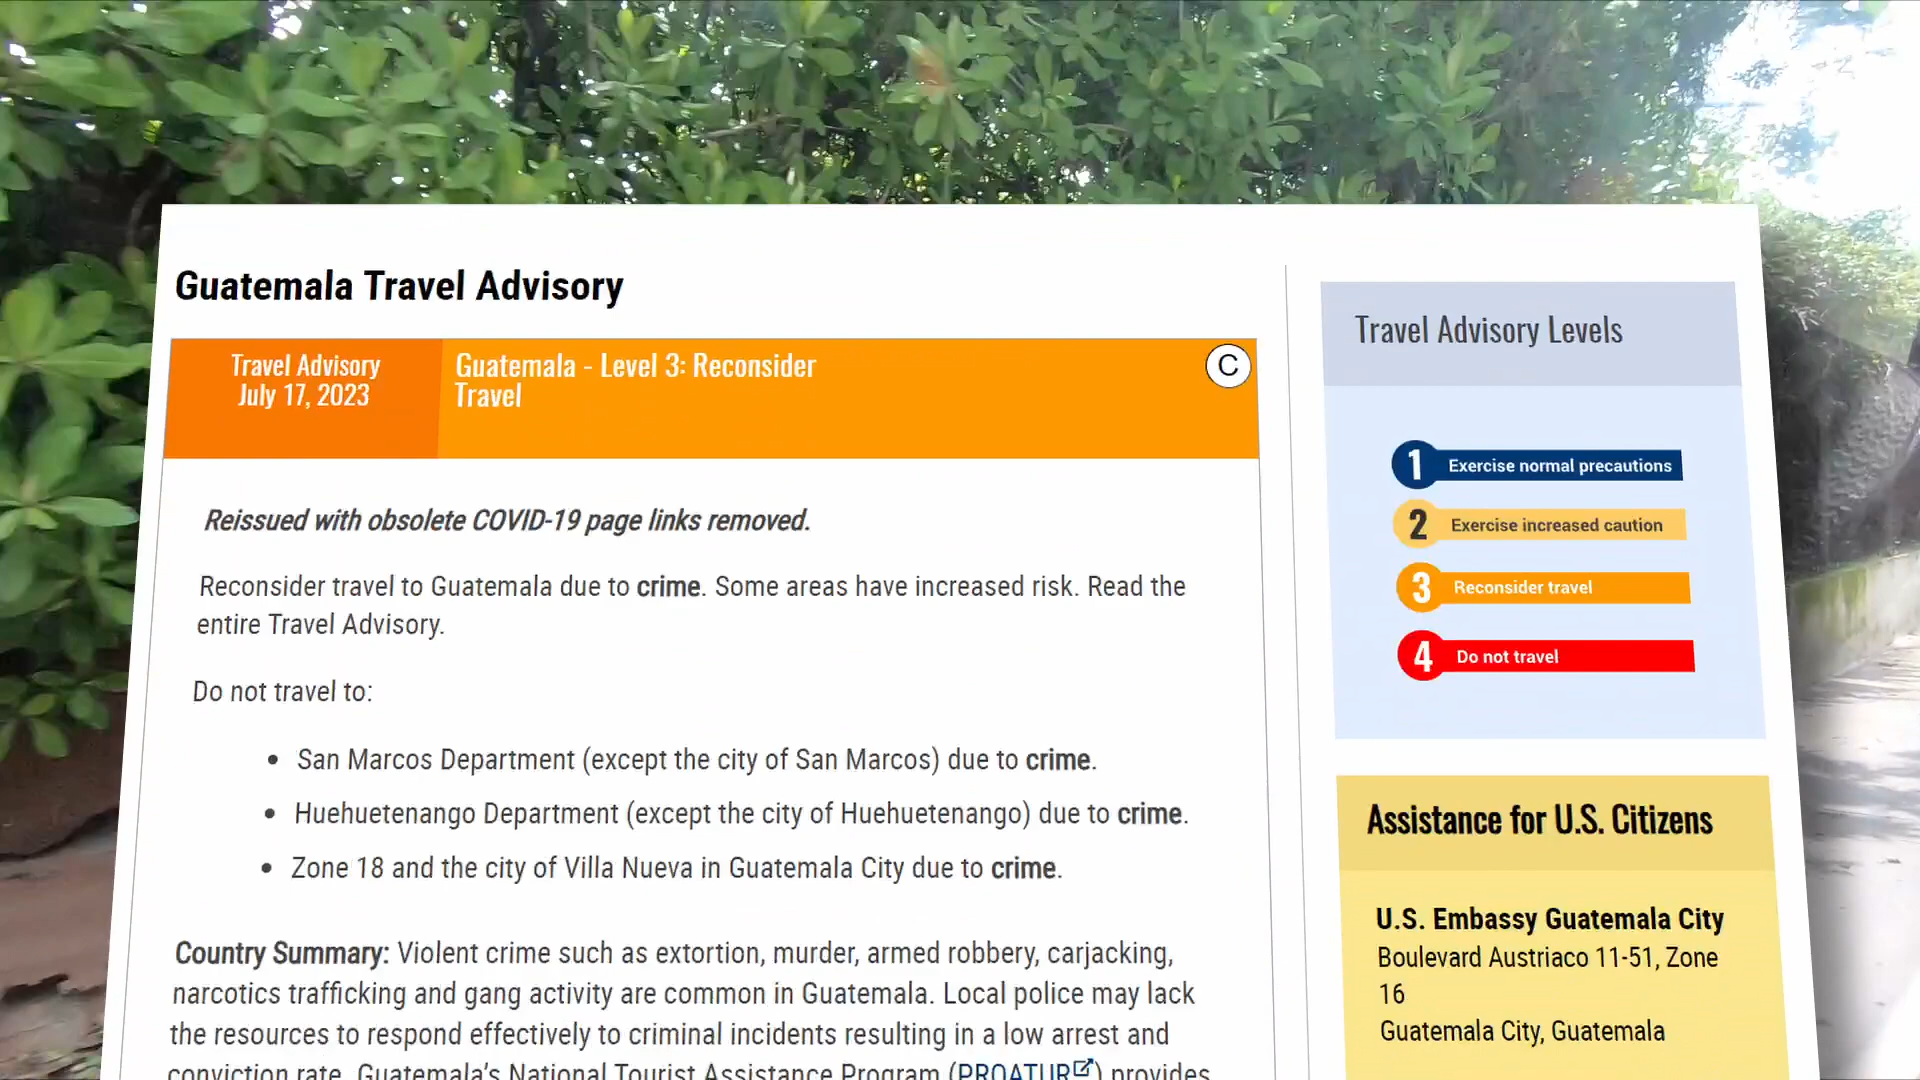 Guatemala Travel Advisory
Travel Advisory
July 17, 2023
Guatemala - Level 3: Reconsider
Travel
C
Reissued with obsolete COVID-19 page links removed.
Reconsider travel to Guatemala due to crime. Some areas have increased risk. Read the
entire Travel Advisory.
Do not travel to:
• San Marcos Department (except the city of San Marcos) due to crime.
• Huehuetenango Department (except the city of Huehuetenango) due to crime.
• Zone 18 and the city of Villa Nueva in Guatemala City due to crime.
Country Summary: Violent crime such as extortion, murder, armed robbery, carjacking,
narcotics trafficking and gang activity are common in Guatemala. Local police may lack
the resources to respond effectively to criminal incidents resulting in a low arrest and
conviction rate. Guatemala's National Tourist Assistance Program (PROATUR) provides
Travel Advisory Levels
1 Exercise normal precautions
2 Exercise increased caution
3 Reconsider travel
4 Do not travel
Assistance for U.S. Citizens
U.S. Embassy Guatemala City
Boulevard Austriaco 11-51, Zone
16
Guatemala City, Guatemala